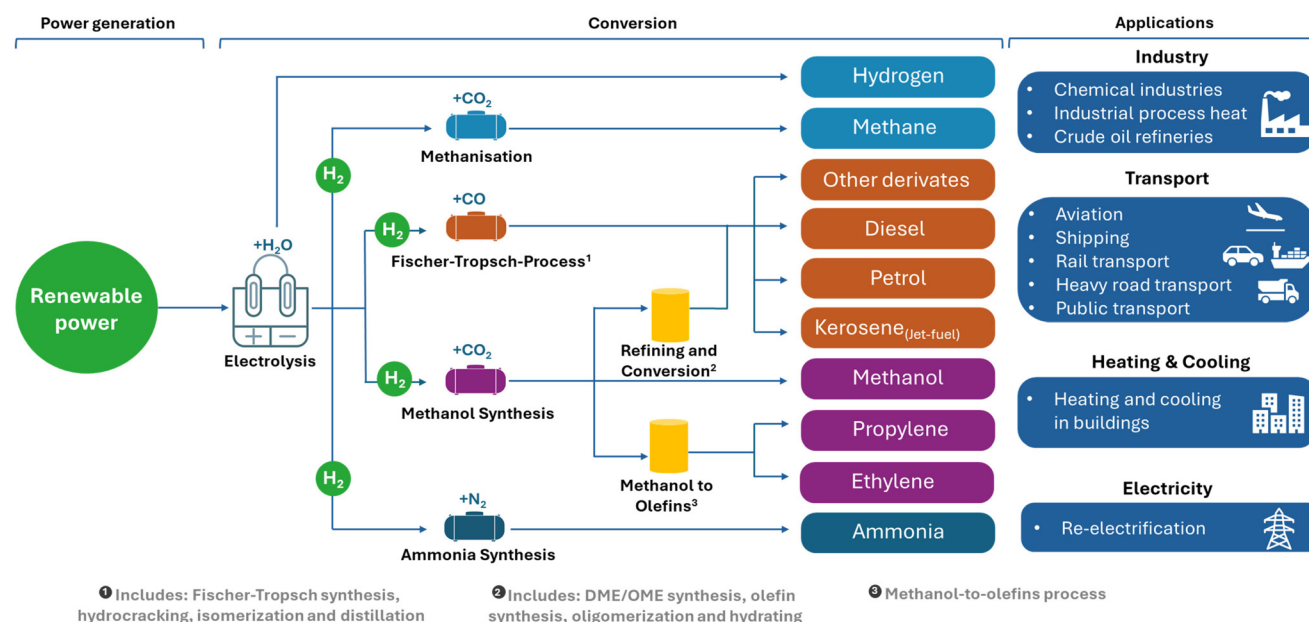 Power generation
Conversion
Applications
Industry
• Chemical industries
• Industrial process heat
• Crude oil refineries
Transport
• Aviation
• Shipping
• Rail transport
• Heavy road transport
• Public transport
Heating & Cooling
• Heating and cooling
in buildings
Electricity
• Re-electrification
Renewable
power
+H₂O
Electrolysis
H₂
H₂
H₂
H₂
+CO₂
Methanisation
+CO
Fischer-Tropsch-Process¹
+CO₂
Methanol Synthesis
+N₂
Ammonia Synthesis
Refining and
Conversion²
Methanol to
Olefins³
Hydrogen
Methane
Other derivates
Diesel
Petrol
Kerosene(Jet-fuel)
Methanol
Propylene
Ethylene
Ammonia
❶ Includes: Fischer-Tropsch synthesis,
hydrocracking, isomerization and distillation
❷ Includes: DME/OME synthesis, olefin
synthesis, oligomerization and hydrating
❸ Methanol-to-olefins process